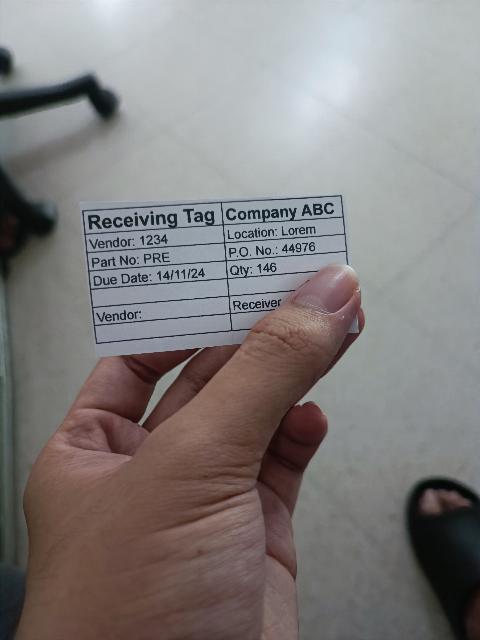 Receiving Tag Company ABC
Vendor: 1234 Location: Lorem
Part No: PRE P.O. No.: 44976
Due Date: 14/11/24 Qty: 146
Vendor: Receiver